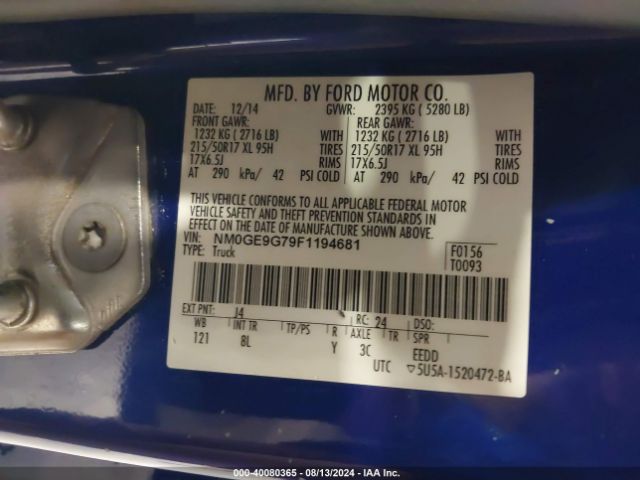 MFD. BY FORD MOTOR CO.
DATE: 12/14 GVWR: 2395 KG ( 5280 LB)
FRONT GAWR: REAR GAWR:
1232 KG ( 2716 LB) WITH 1232 KG ( 2716 LB) WITH
215/50R17 XL 95H TIRES 215/50R17 XL 95H TIRES
17X6.5J RIMS 17X6.5J RIMS
AT 290 kPa/ 42 PSI COLD AT 290 kPa/ 42 PSI COLD
THIS VEHICLE CONFORMS TO ALL APPLICABLE FEDERAL MOTOR
VEHICLE SAFETY AND THEFT PREVENTION STANDARDS
IN EFFECT ON THE DATE OF MANUFACTURE SHOWN ABOVE.
VIN: NM0GE9G79F1194681 F0156
TYPE: Truck T0093
EXT PNT: J4 RC: 24 DSO:
WB INT TR TP/PS R AXLE TR SPR
121 8L Y 3C EEDD
UTC ▽5U5A-1520472-BA
000-40080365 - 08/13/2024 - IAA Inc.